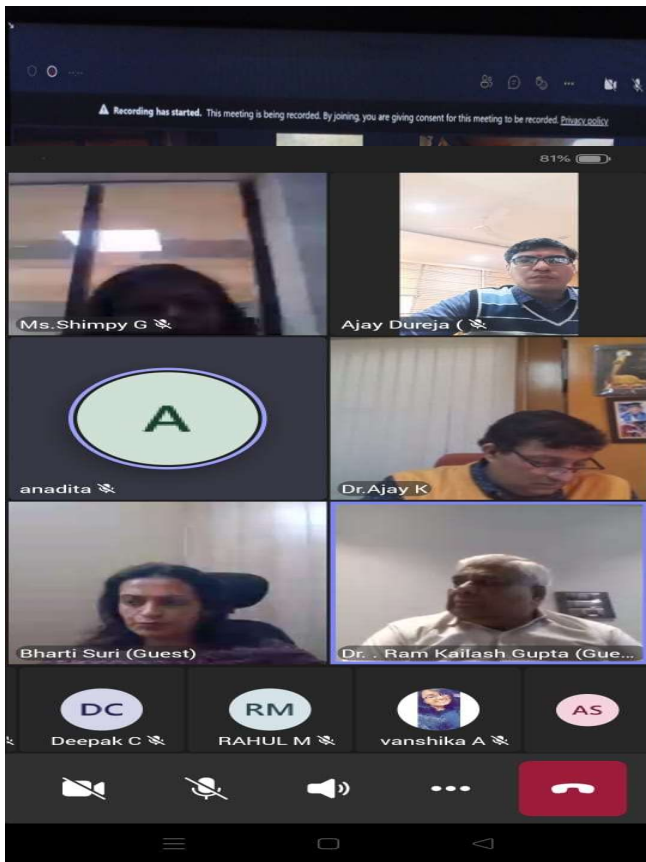 Recording has started. This meeting is being recorded. By joining, you are giving consent for this meeting to be recorded. Privacy policy
81%
Ms.Shimpy G
Ajay Dureja (
A
anadita
Dr.Ajay K
Bharti Suri (Guest)
Dr. . Ram Kailash Gupta (Gue...
DC
RM
AS
Deepak C
RAHUL M
vanshika A